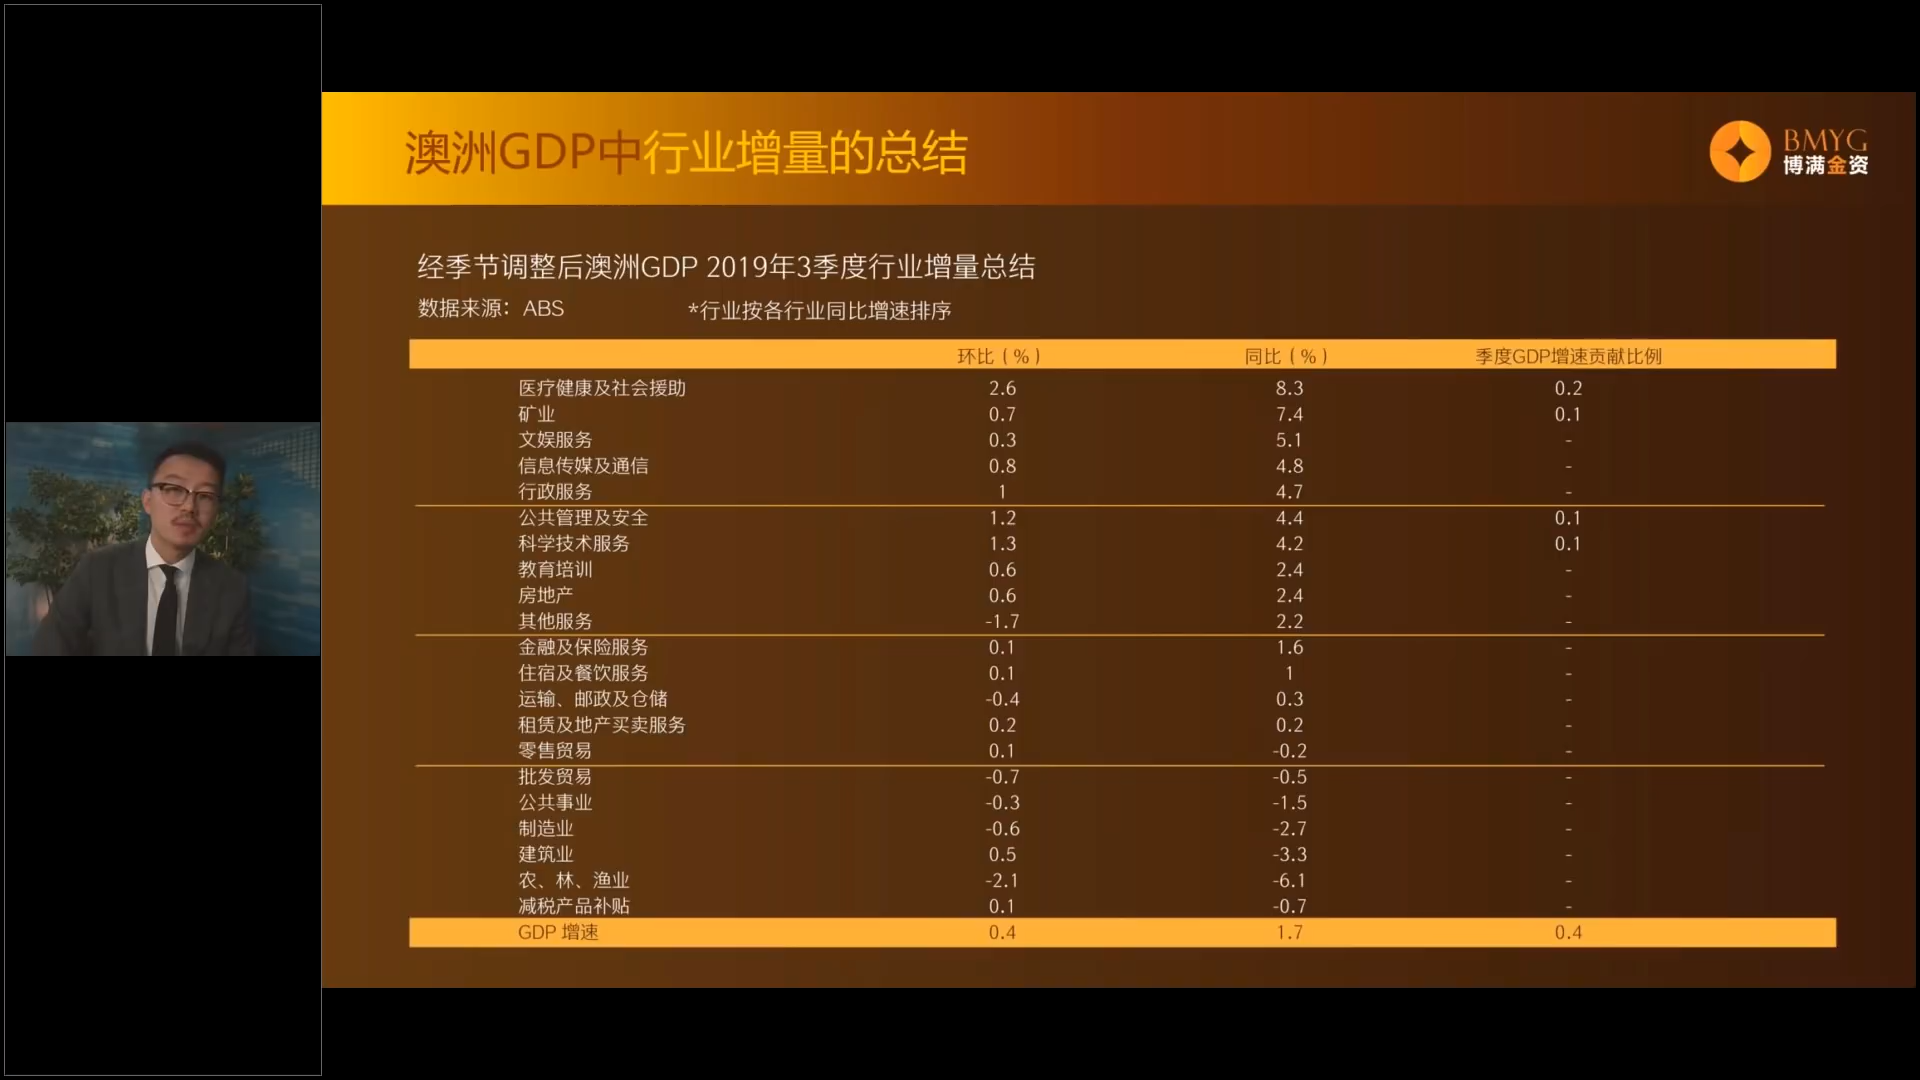 澳洲GDP中行业增量的总结
BMYG
博满金资
经季节调整后澳洲GDP 2019年3季度行业增量总结
数据来源：ABS *行业按各行业同比增速排序
环比（%） 同比（%） 季度GDP增速贡献比例
医疗健康及社会援助 2.6 8.3 0.2
矿业 0.7 7.4 0.1
文娱服务 0.3 5.1 -
信息传媒及通信 0.8 4.8 -
行政服务 1 4.7 -
公共管理及安全 1.2 4.4 0.1
科学技术服务 1.3 4.2 0.1
教育培训 0.6 2.4 -
房地产 0.6 2.4 -
其他服务 -1.7 2.2 -
金融及保险服务 0.1 1.6 -
住宿及餐饮服务 0.1 1 -
运输、邮政及仓储 -0.4 0.3 -
租赁及地产买卖服务 0.2 0.2 -
零售贸易 0.1 -0.2 -
批发贸易 -0.7 -0.5 -
公共事业 -0.3 -1.5 -
制造业 -0.6 -2.7 -
建筑业 0.5 -3.3 -
农、林、渔业 -2.1 -6.1 -
减税产品补贴 0.1 -0.7 -
GDP 增速 0.4 1.7 0.4